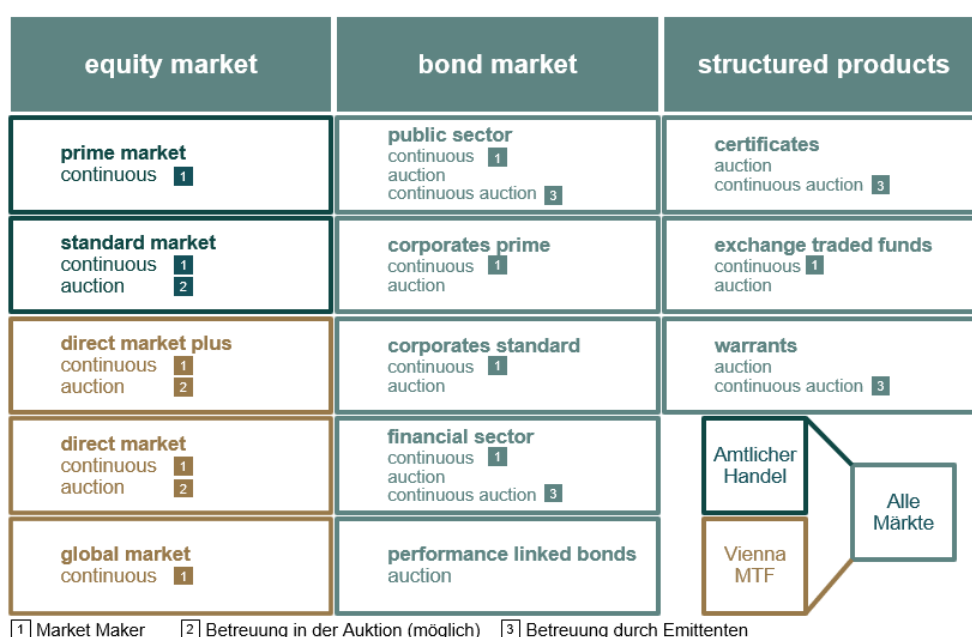 equity market
prime market
continuous 1
standard market
continuous 1
auction 2
direct market plus
continuous 1
auction 2
direct market
continuous 1
auction 2
global market
continuous 1
bond market
public sector
continuous 1
auction
continuous auction 3
corporates prime
continuous 1
auction
corporates standard
continuous 1
auction
financial sector
continuous 1
auction
continuous auction 3
performance linked bonds
auction
structured products
certificates
auction
continuous auction 3
exchange traded funds
continuous 1
auction
warrants
auction
continuous auction 3
Amtlicher
Handel
Vienna
MTF
Alle
Märkte
1 Market Maker 2 Betreuung in der Auktion (möglich) 3 Betreuung durch Emittenten